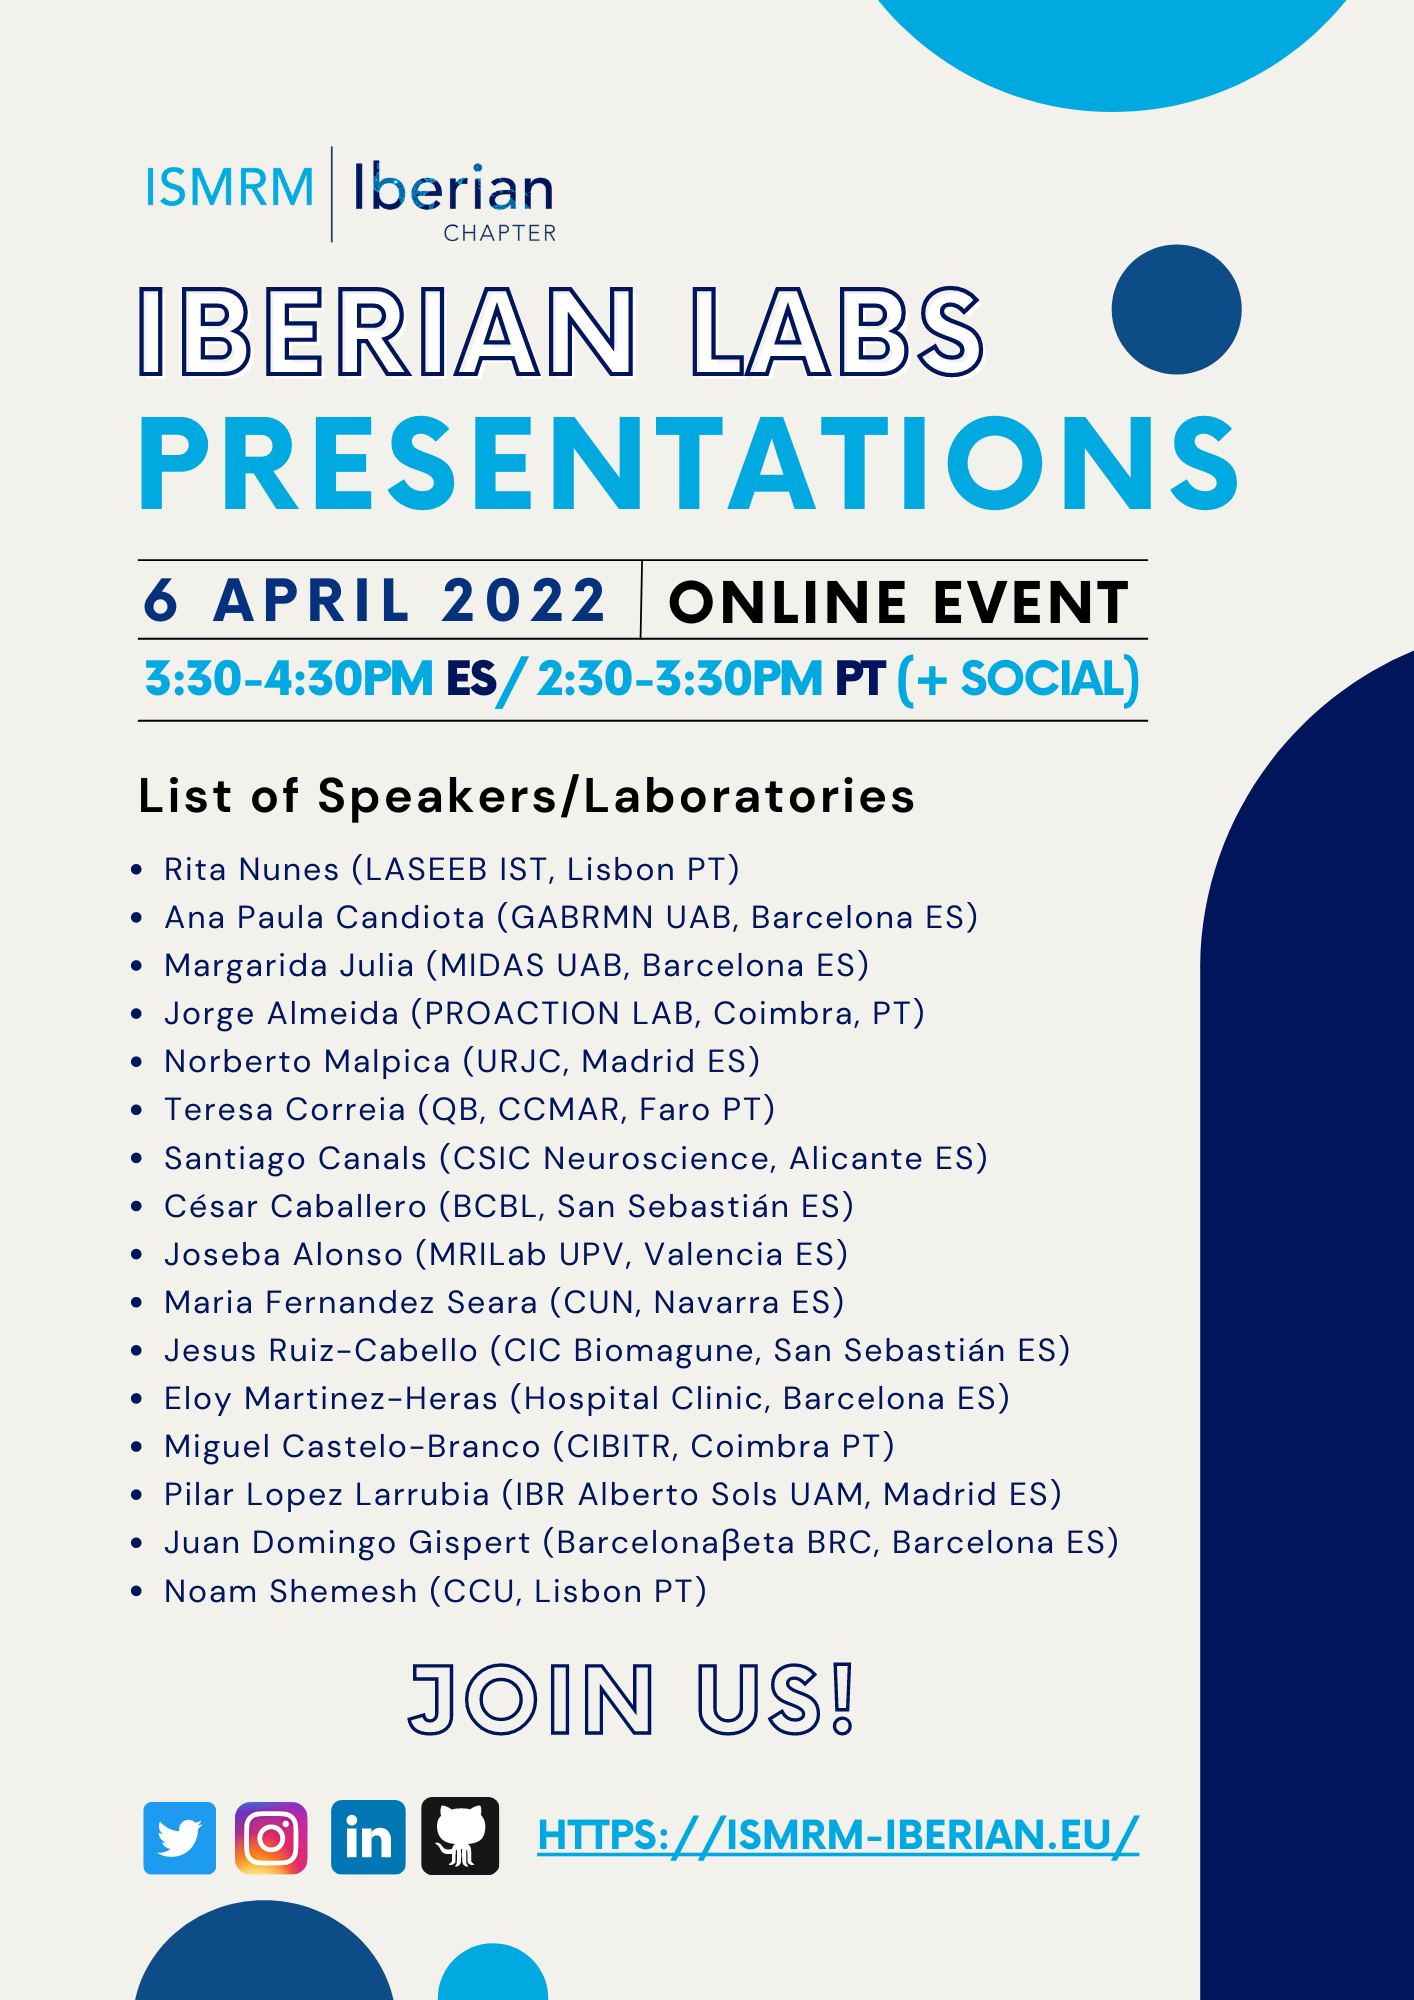 ISMRM
Iberian
CHAPTER
IBERIAN LABS
PRESENTATIONS
6 APRIL 2022
ONLINE EVENT
3:30-4:30PM ES/ 2:30-3:30PM PT (+ SOCIAL)
List of Speakers/Laboratories
• Rita Nunes (LASEEB IST, Lisbon PT)
• Ana Paula Candiota (GABRMN UAB, Barcelona ES)
• Margarida Julia (MIDAS UAB, Barcelona ES)
• Jorge Almeida (PROACTION LAB, Coimbra, PT)
• Norberto Malpica (URJC, Madrid ES)
• Teresa Correia (QB, CCMAR, Faro PT)
• Santiago Canals (CSIC Neuroscience, Alicante ES)
• César Caballero (BCBL, San Sebastián ES)
• Joseba Alonso (MRILab UPV, Valencia ES)
• Maria Fernandez Seara (CUN, Navarra ES)
• Jesus Ruiz-Cabello (CIC Biomagune, San Sebastián ES)
• Eloy Martinez-Heras (Hospital Clinic, Barcelona ES)
• Miguel Castelo-Branco (CIBITR, Coimbra PT)
• Pilar Lopez Larrubia (IBR Alberto Sols UAM, Madrid ES)
• Juan Domingo Gispert (Barcelonaβeta BRC, Barcelona ES)
• Noam Shemesh (CCU, Lisbon PT)
JOIN US!
in
HTTPS://ISMRM-IBERIAN.EU/